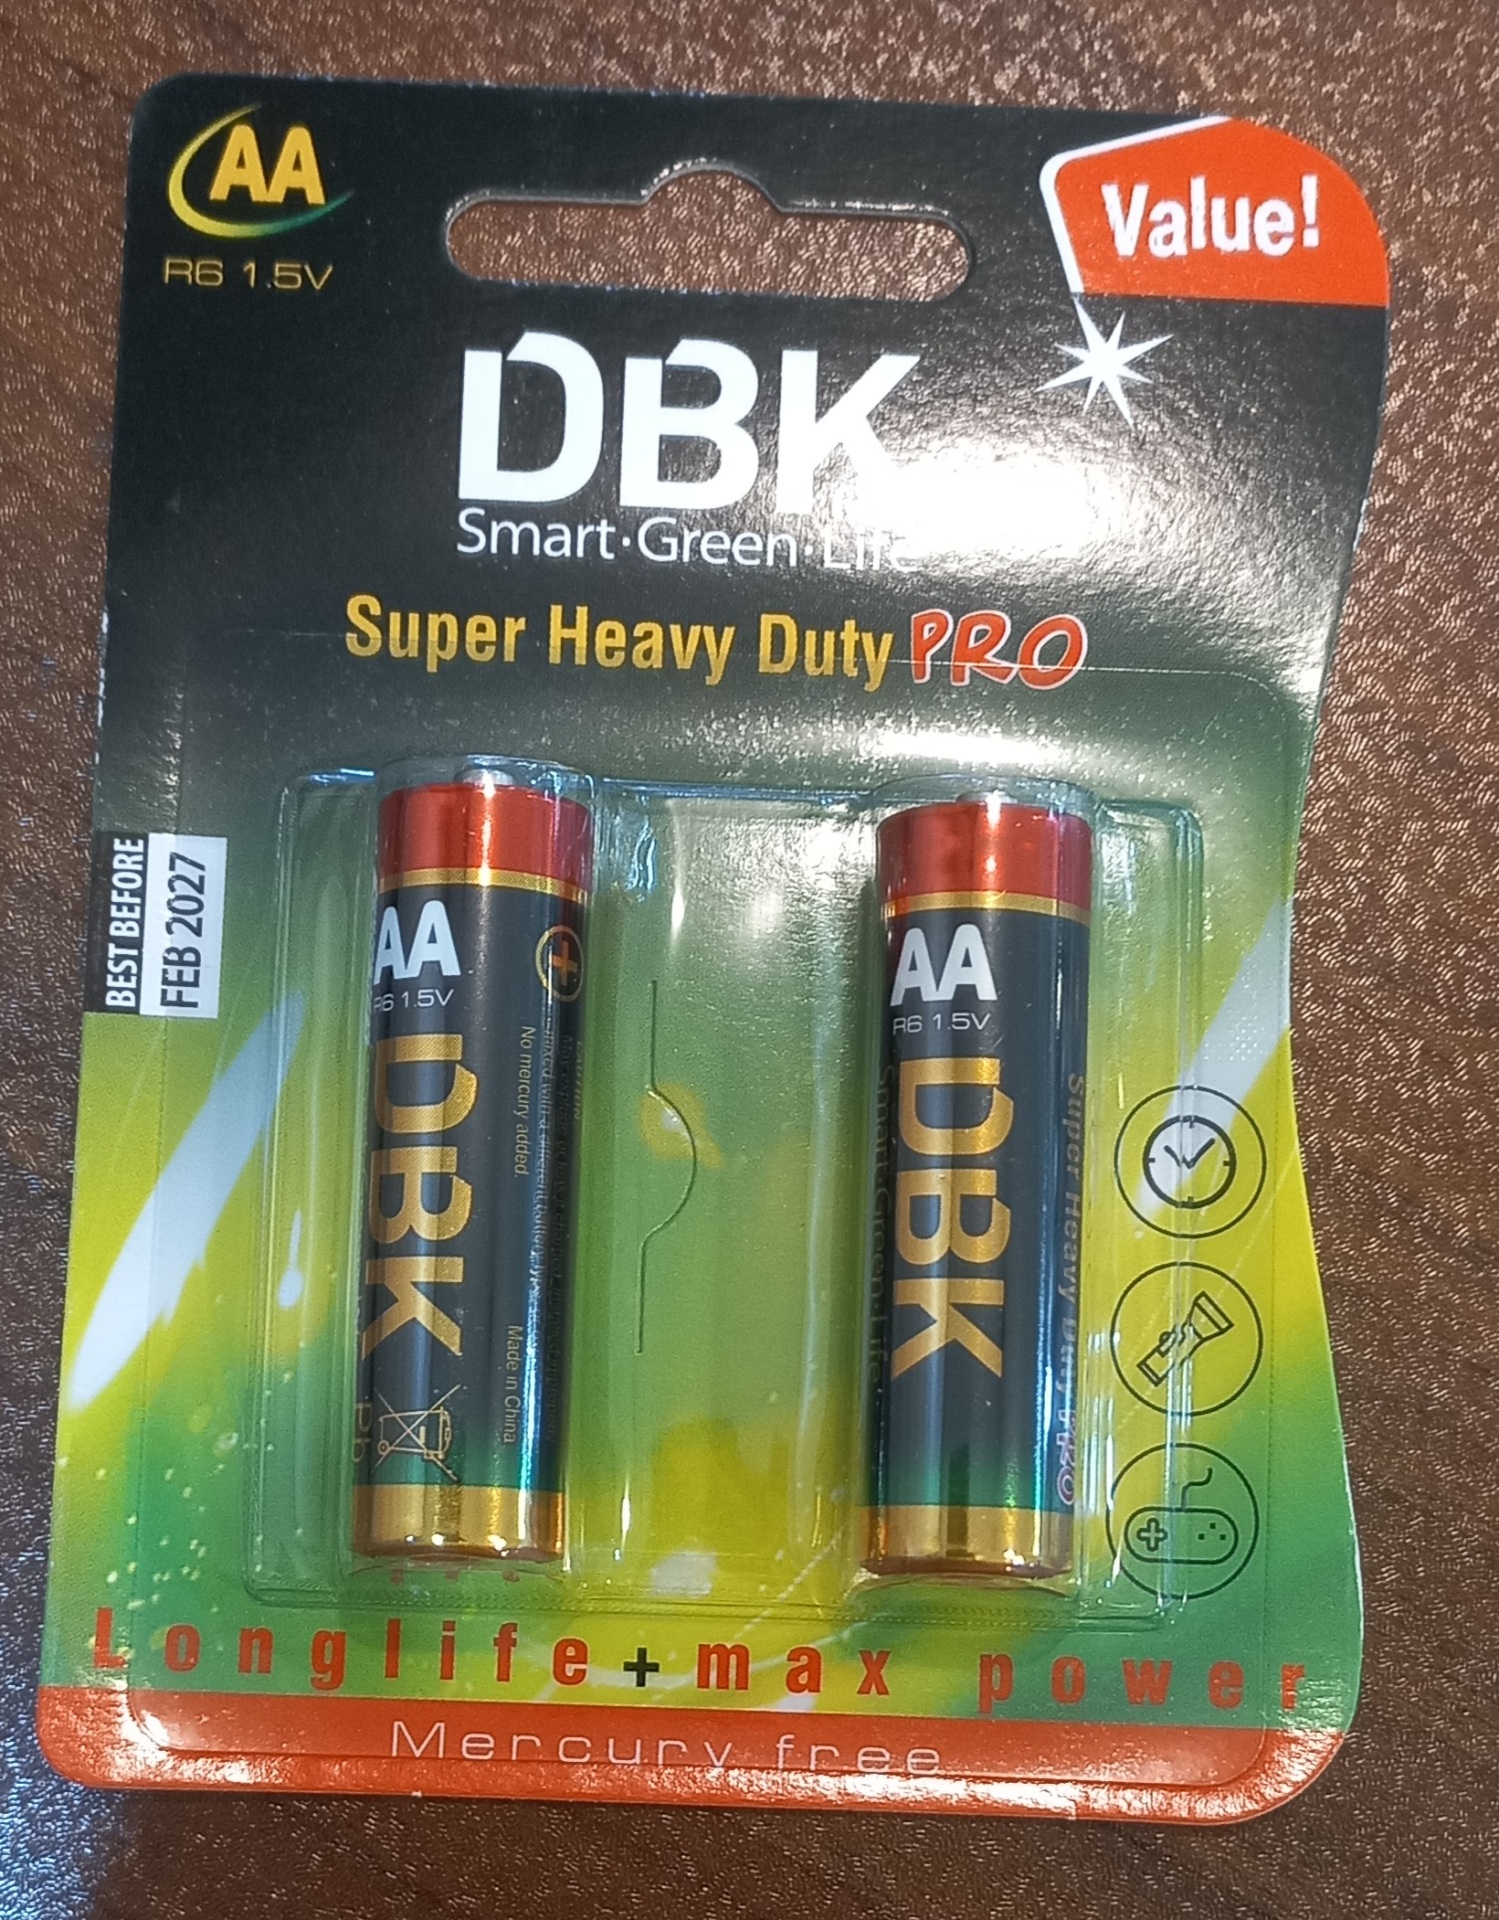 AA
R6 1.5V
Value!
DBK
Smart·Green·Life
Super Heavy Duty PRO
BEST BEFORE
FEB 2027
AA
R6 1.5V
DBK
No mercury added.
Made in China
Pb
AA
R6 1.5V
DBK
Smart·Green·Life
Super Heavy Duty PRO
Longlife + max power
Mercury free